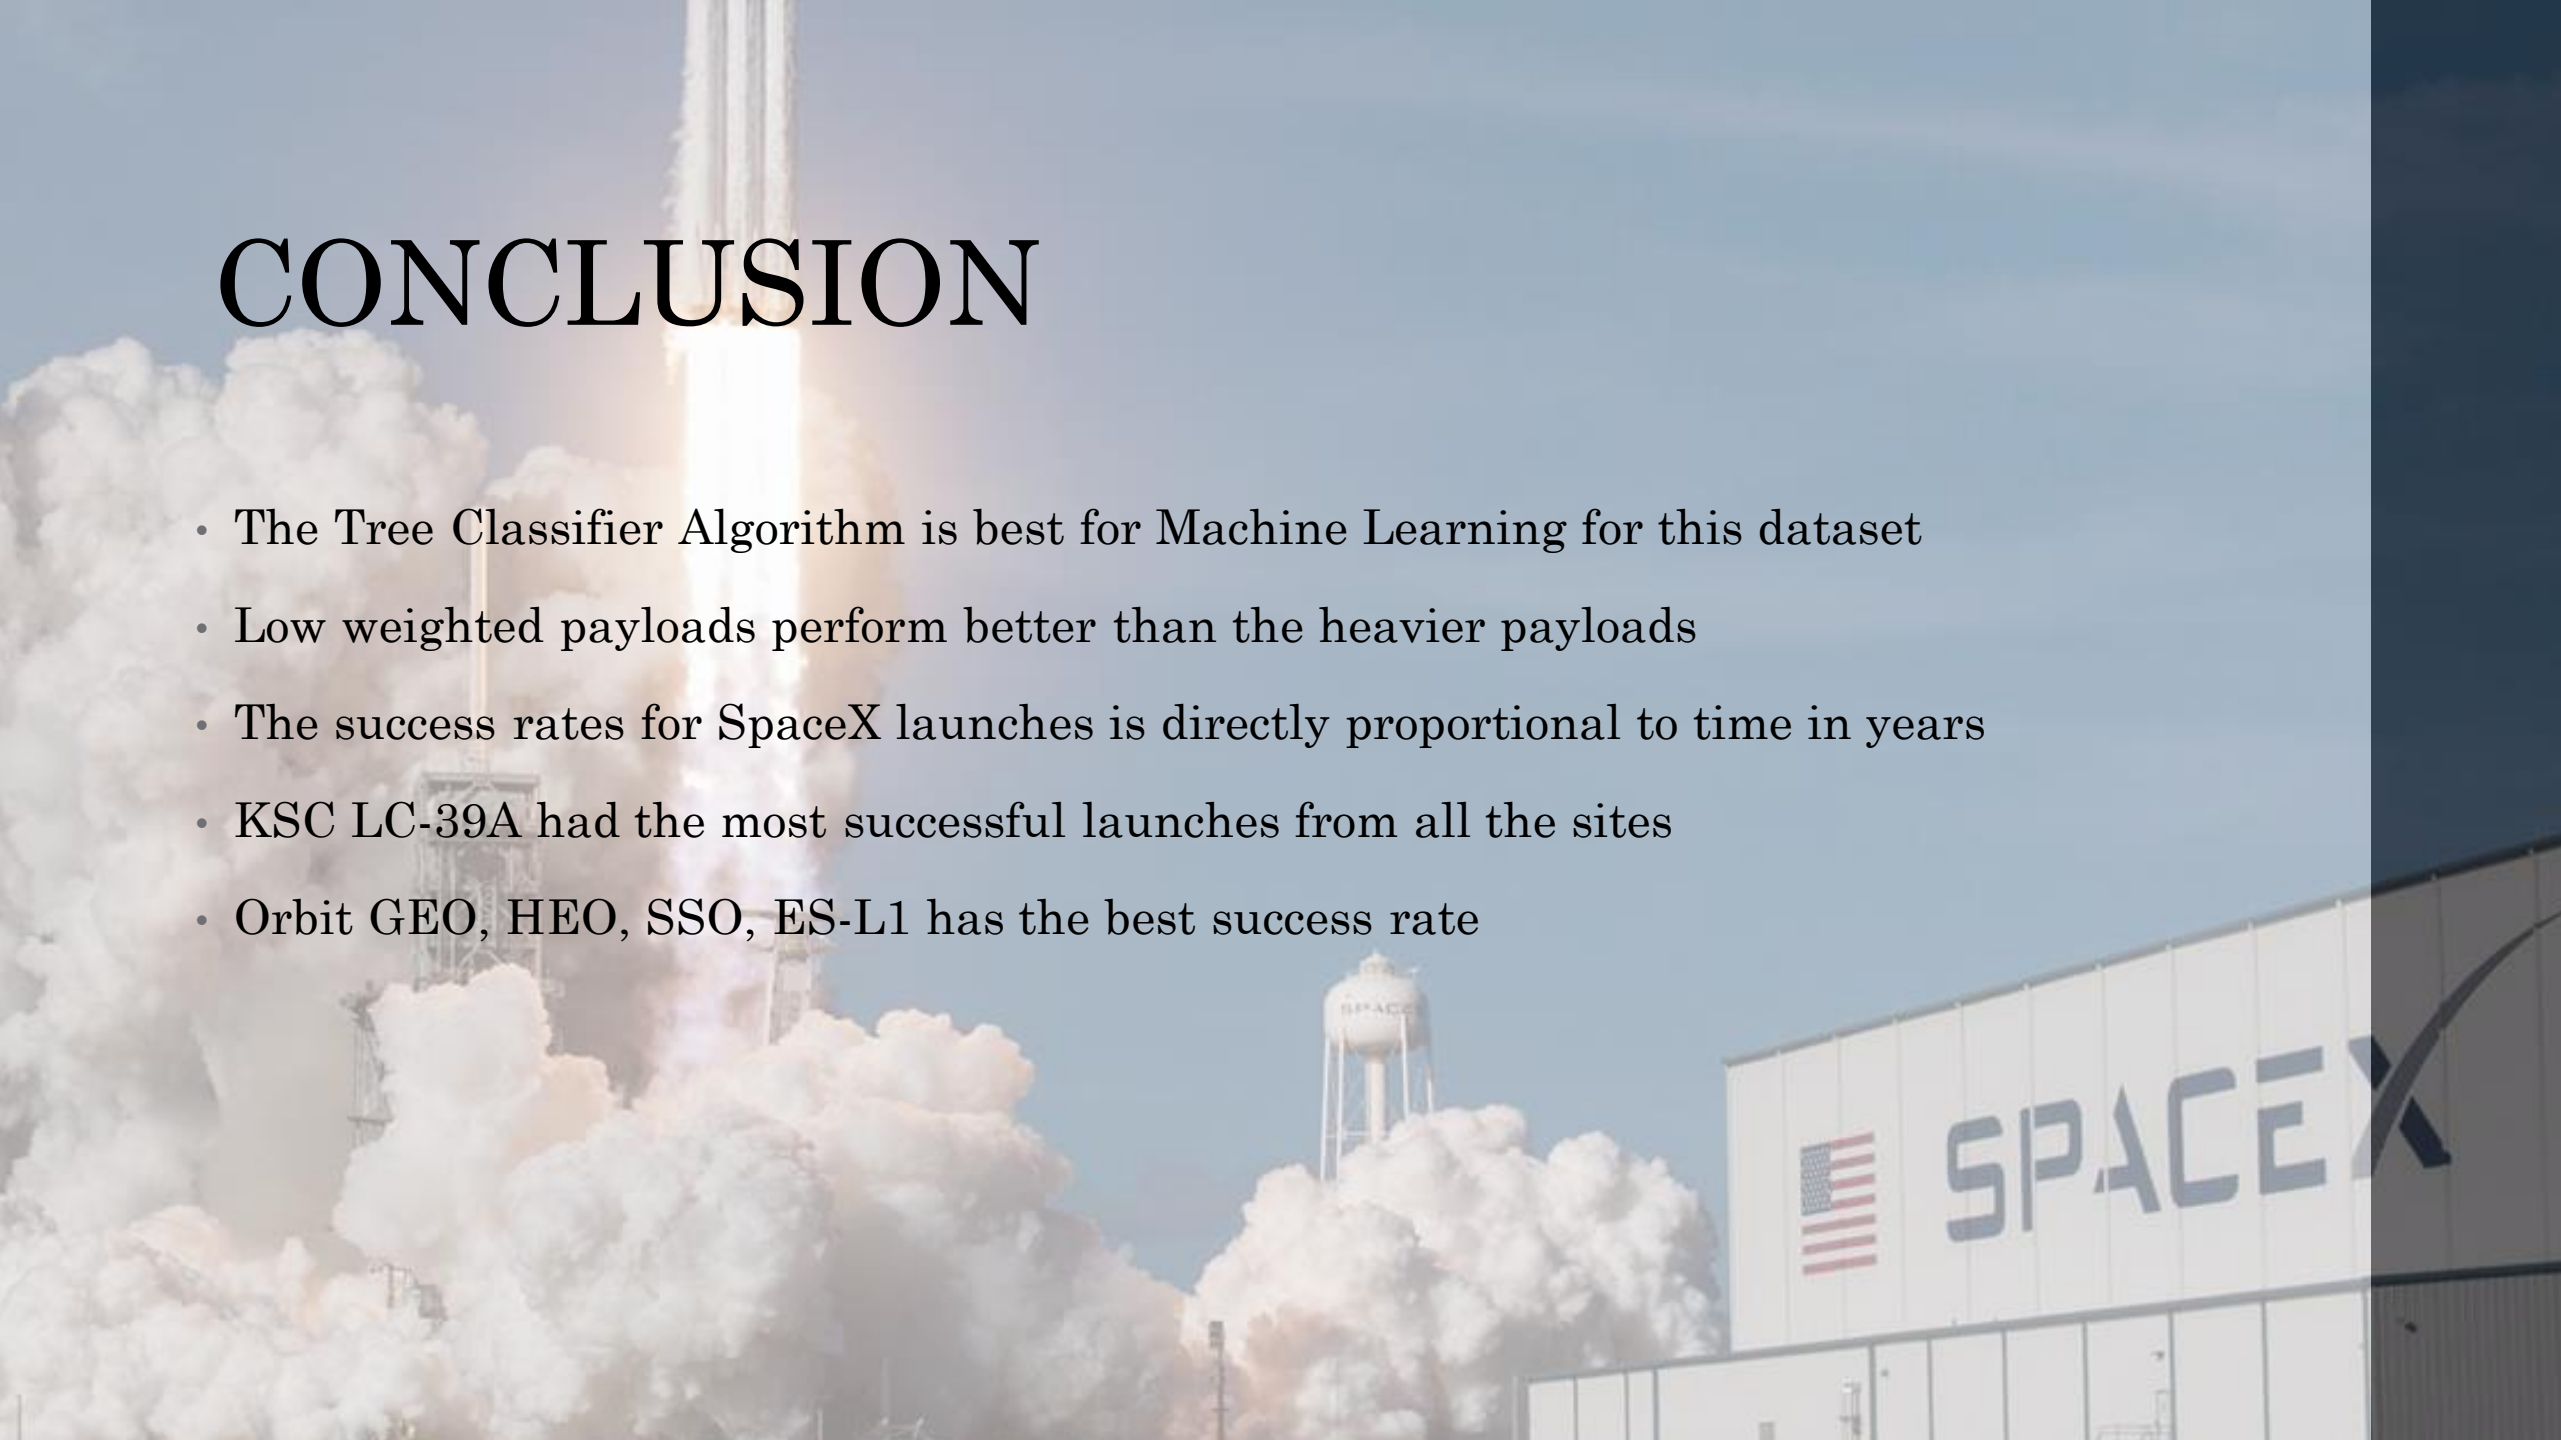 CONCLUSION
• The Tree Classifier Algorithm is best for Machine Learning for this dataset
• Low weighted payloads perform better than the heavier payloads
• The success rates for SpaceX launches is directly proportional to time in years
• KSC LC-39A had the most successful launches from all the sites
• Orbit GEO, HEO, SSO, ES-L1 has the best success rate
SPACE
SPACEX